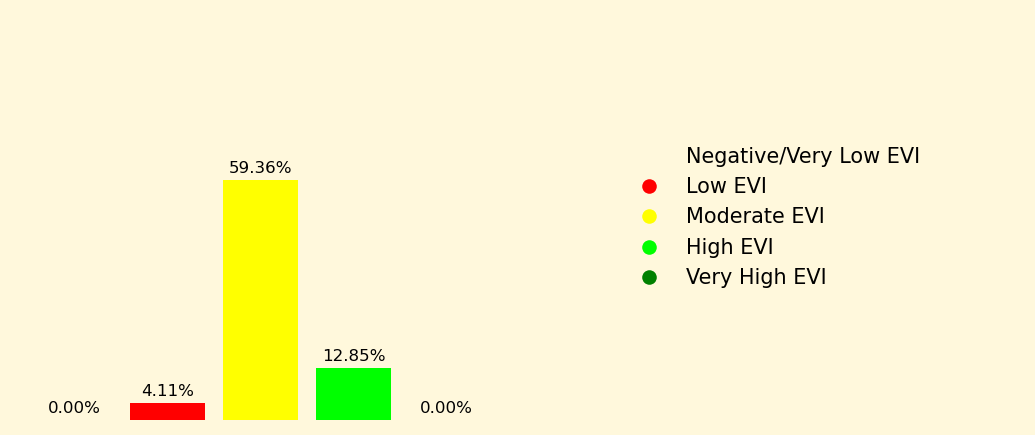 59.36%
12.85%
4.11%
0.00%
0.00%
Negative/Very Low EVI
Low EVI
Moderate EVI
High EVI
Very High EVI